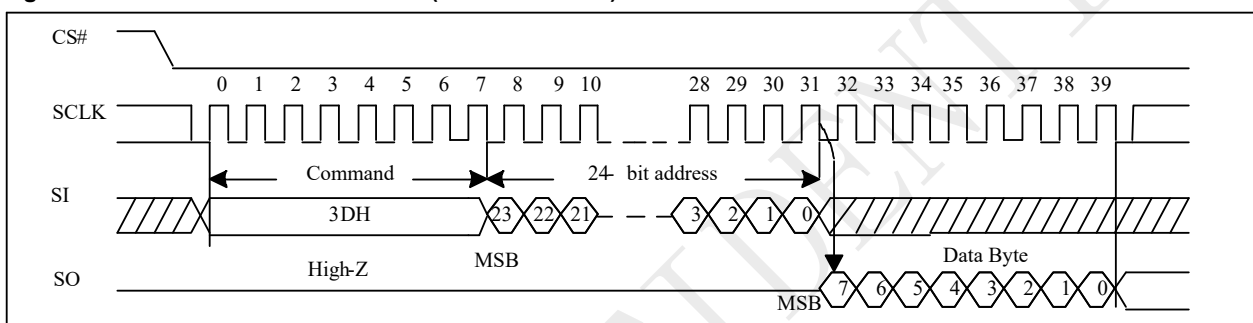 CS#
0 1 2 3 4 5 6 7 8 9 10 28 29 30 31 32 33 34 35 36 37 38 39
SCLK
Command 24- bit address
SI
3DH 23 22 21 3 2 1 0
High-Z MSB Data Byte
SO
MSB 7 6 5 4 3 2 1 0